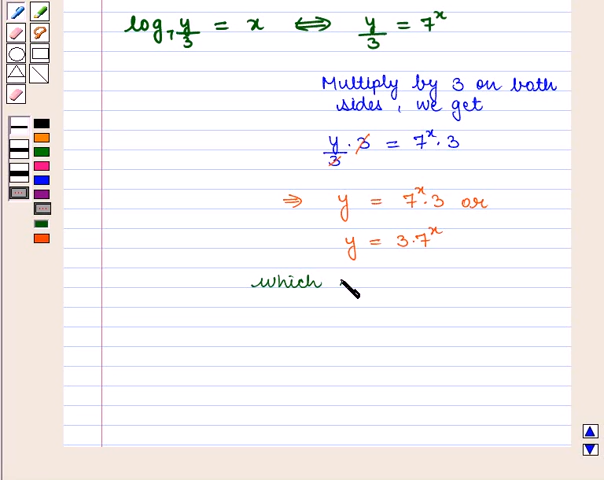 log₇ y/3 = x ⟺ y/3 = 7ˣ
Multiply by 3 on both
sides, we get
y/3 · 3 = 7ˣ · 3
⇒ y = 7ˣ · 3 or
y = 3 · 7ˣ
which